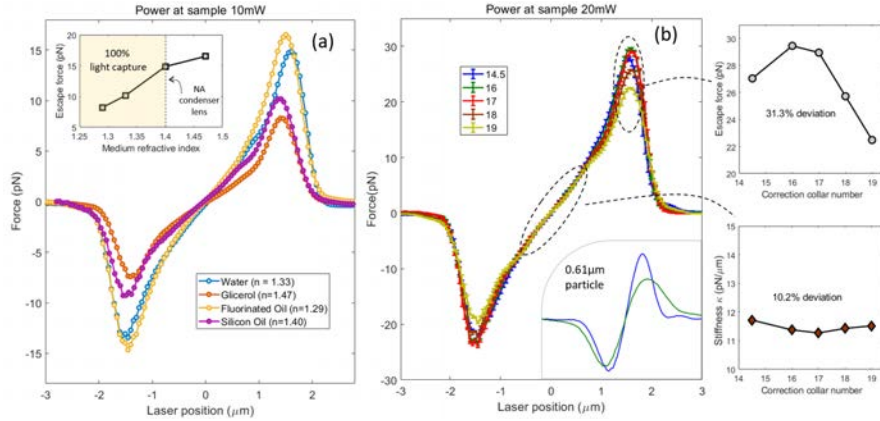 Power at sample 10mW
Force (pN)
15
10
5
0
-5
-10
-15
-3
-2
-1
0
1
2
Laser position (μm)
(a)
Escape force (pN)
20
15
10
5
1.25
1.3
1.35
1.4
1.45
1.5
Medium refractive index
100%
light capture
NA
condenser
lens
Water (n = 1.33)
Glicerol (n=1.47)
Fluorinated Oil (n=1.29)
Silicon Oil (n=1.40)
Power at sample 20mW
Force(pN)
30
20
10
0
-10
-20
-30
-3
-2
-1
0
1
2
3
Laser position (μm)
(b)
14.5
16
17
18
19
0.61μm
particle
Escape force (pN)
32
30
28
26
24
22
20
14
15
16
17
18
19
Correction collar number
31.3% deviation
Stiffness κ (pN/μm)
15
14
13
12
11
10
14
15
16
17
18
19
Correction collar number
10.2% deviation